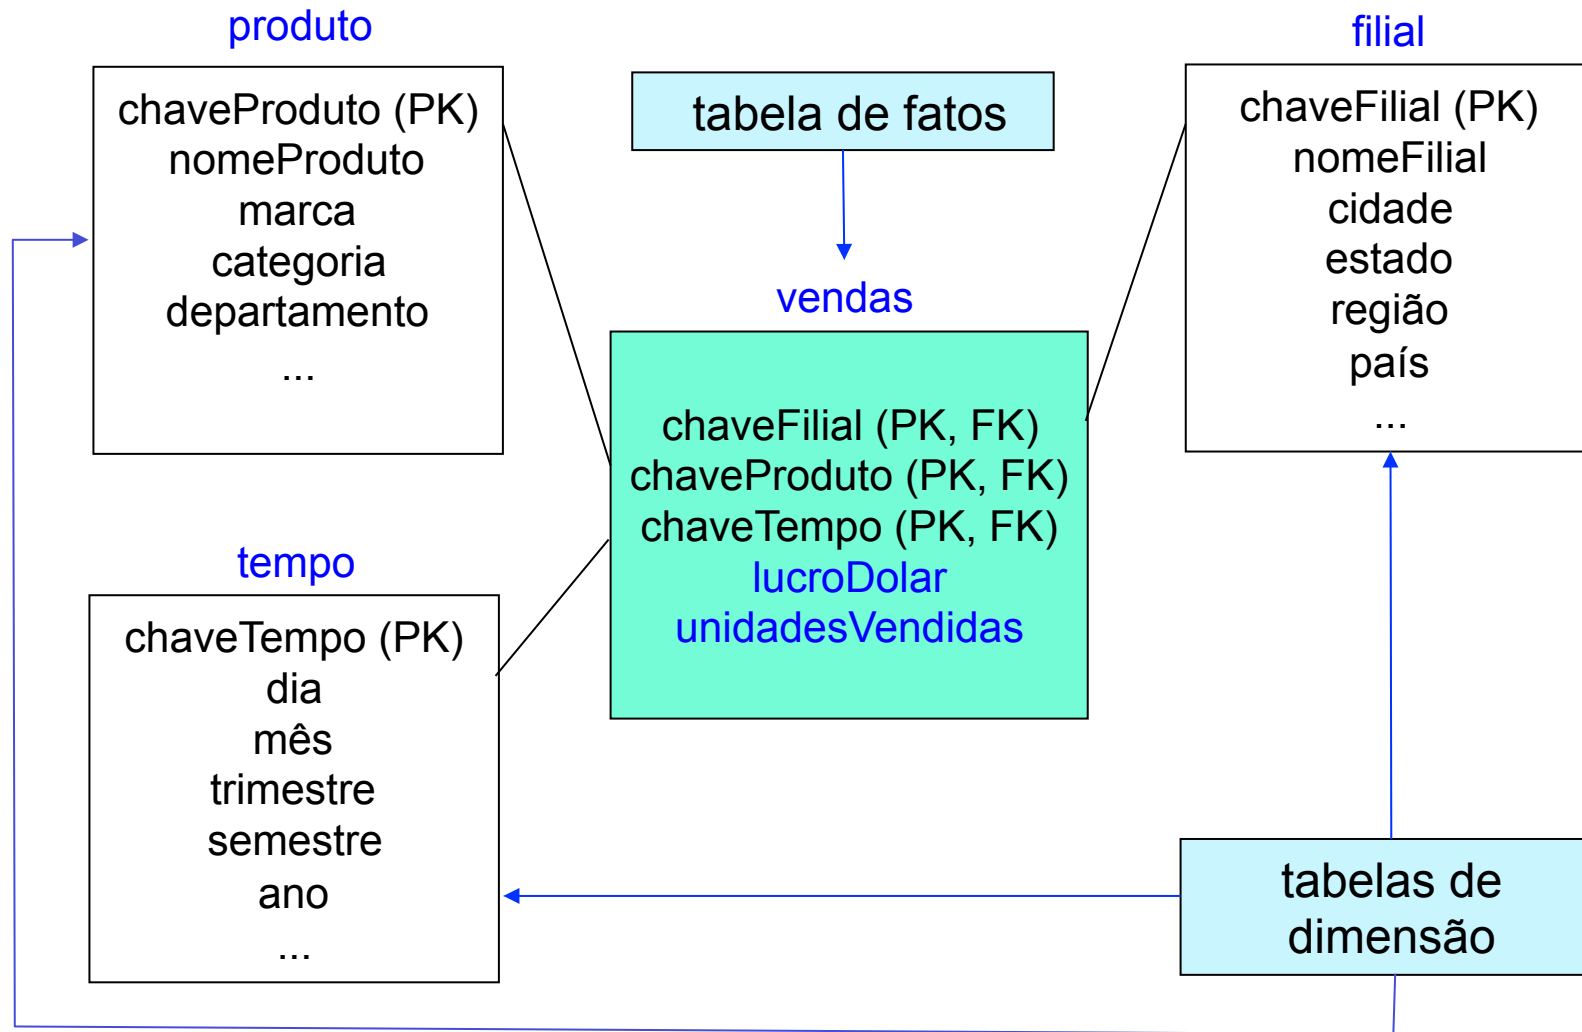 produto
chaveProduto (PK)
nomeProduto
marca
categoria
departamento
...
tabela de fatos
filial
chaveFilial (PK)
nomeFilial
cidade
estado
região
país
...
vendas
chaveFilial (PK, FK)
chaveProduto (PK, FK)
chaveTempo (PK, FK)
lucroDolar
unidadesVendidas
tempo
chaveTempo (PK)
dia
mês
trimestre
semestre
ano
...
tabelas de
dimensão